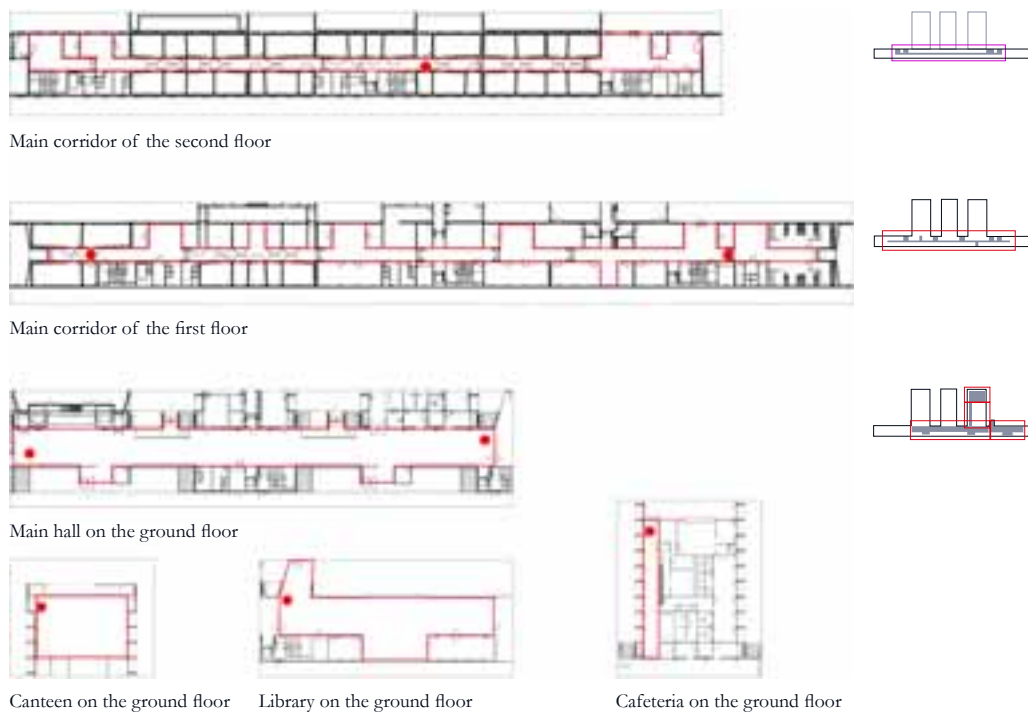 Main corridor of the second floor
Main corridor of the first floor
Main hall on the ground floor
Canteen on the ground floor
Library on the ground floor
Cafeteria on the ground floor